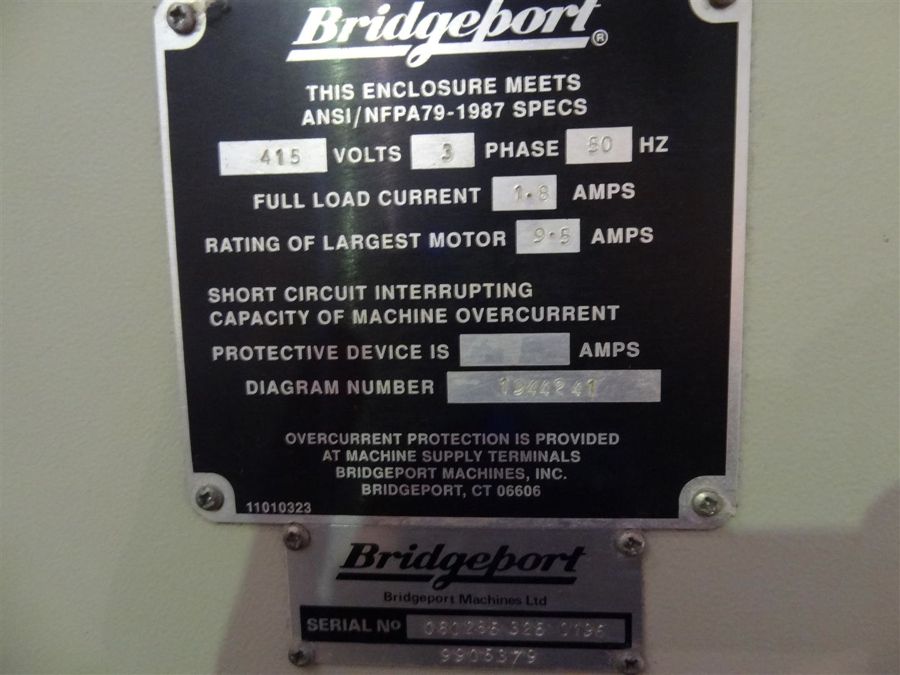 Bridgeport ®
THIS ENCLOSURE MEETS
ANSI/NFPA79-1987 SPECS
415 VOLTS 3 PHASE 50 HZ
FULL LOAD CURRENT 1·8 AMPS
RATING OF LARGEST MOTOR 9·5 AMPS
SHORT CIRCUIT INTERRUPTING
CAPACITY OF MACHINE OVERCURRENT
PROTECTIVE DEVICE IS AMPS
DIAGRAM NUMBER 1944241
OVERCURRENT PROTECTION IS PROVIDED
AT MACHINE SUPPLY TERMINALS
BRIDGEPORT MACHINES, INC.
BRIDGEPORT, CT 06606
11010323
Bridgeport
Bridgeport Machines Ltd
SERIAL Nº
9905379